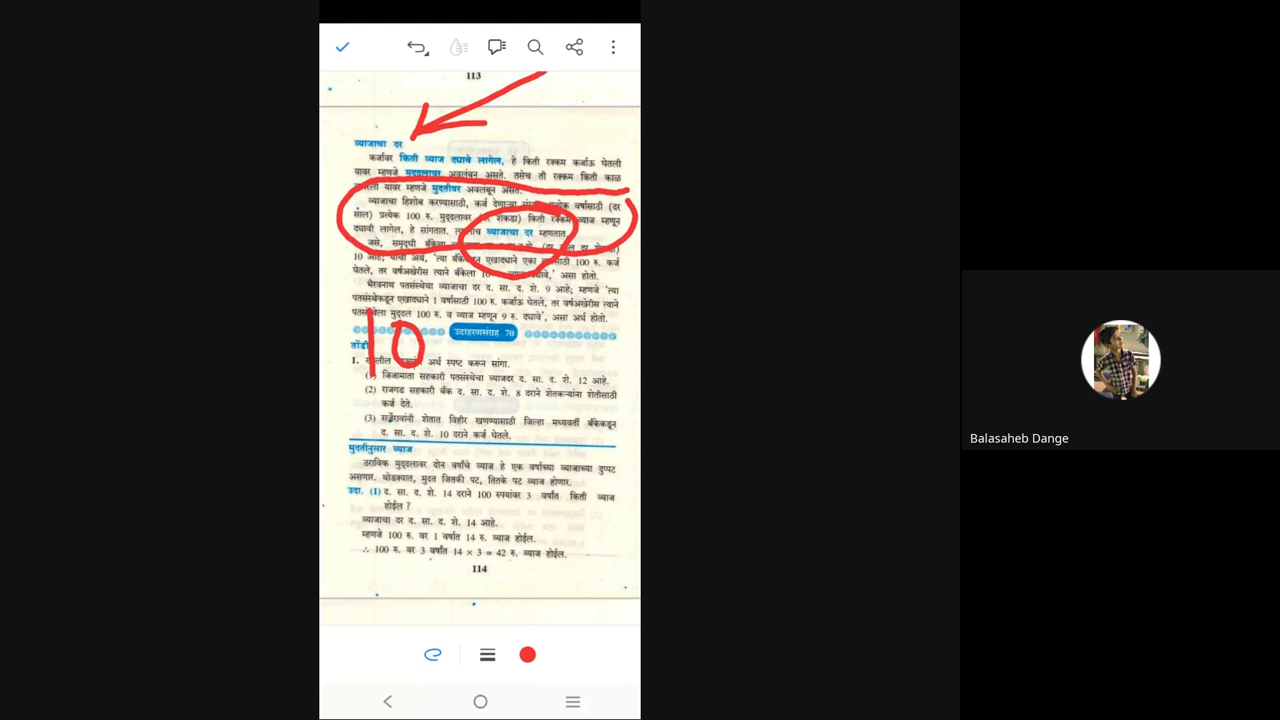 113
व्याजाचा दर
कर्जावर किती व्याज द्यावे लागेल, हे किती रक्कम कर्जाऊ घेतली
यावर म्हणजे मुद्दलावर अवलंबून असते. तसेच ती रक्कम किती काळ
यावर म्हणजे मुदतीवर अवलंबून असते.
व्याजाचा हिशोब करण्यासाठी, कर्ज देणाऱ्या वर्षासाठी (दर
साल) प्रत्येक 100 रु. मुद्दलावर शेकडा) किती रक्कम व्याज म्हणून
द्यावी लागेल, हे सांगतात. व्याजाचा दर म्हणतात.
जसे, समृद्धी बँकेला
10 आहे; याचा अर्थ, 'त्या एखाद्याने एका 100 रु. कर्ज
घेतले, तर वर्षअखेरीस त्याने बँकेला असा होतो.
भैरवनाथ पतसंस्थेचा व्याजाचा दर द. सा. द. शे. 9 आहे; म्हणजे 'त्या
पतसंस्थेकडून एखाद्याने 1 वर्षासाठी 100 रु. कर्जाऊ घेतले, तर वर्षअखेरीस त्याने
मुद्दल 100 रु. व व्याज म्हणून 9 रु. द्यावे', असा अर्थ होतो.
10
उदाहरणसंग्रह 70
तोंडी
1. अर्थ स्पष्ट करून सांगा.
जिजामाता सहकारी पतसंस्थेचा व्याजदर द. सा. द. शे. 12 आहे.
(2) राजगड सहकारी बँक द. सा. द. शे. 8 दराने शेतकऱ्यांना शेतीसाठी
कर्ज देते.
(3) सर्जेरावांनी शेतात विहीर खणण्यासाठी जिल्हा मध्यवर्ती बँकेकडून
द. सा. द. शे. 10 दराने कर्ज घेतले.
मुदतीनुसार व्याज
ठराविक मुद्दलावर दोन वर्षांचे व्याज हे एक वर्षाच्या व्याजाच्या दुप्पट
असणार. थोडक्यात, मुदत जितकी पट, तितके पट व्याज होणार.
उदा. (1) द. सा. द. शे. 14 दराने 100 रुपयांवर 3 वर्षांत किती व्याज
होईल ?
व्याजाचा दर द. सा. द. शे. 14 आहे.
म्हणजे 100 रु. वर 1 वर्षात 14 रु. व्याज होईल.
∴ 100 रु. वर 3 वर्षांत 14 × 3 = 42 रु. व्याज होईल.
114
Balasaheb Dange